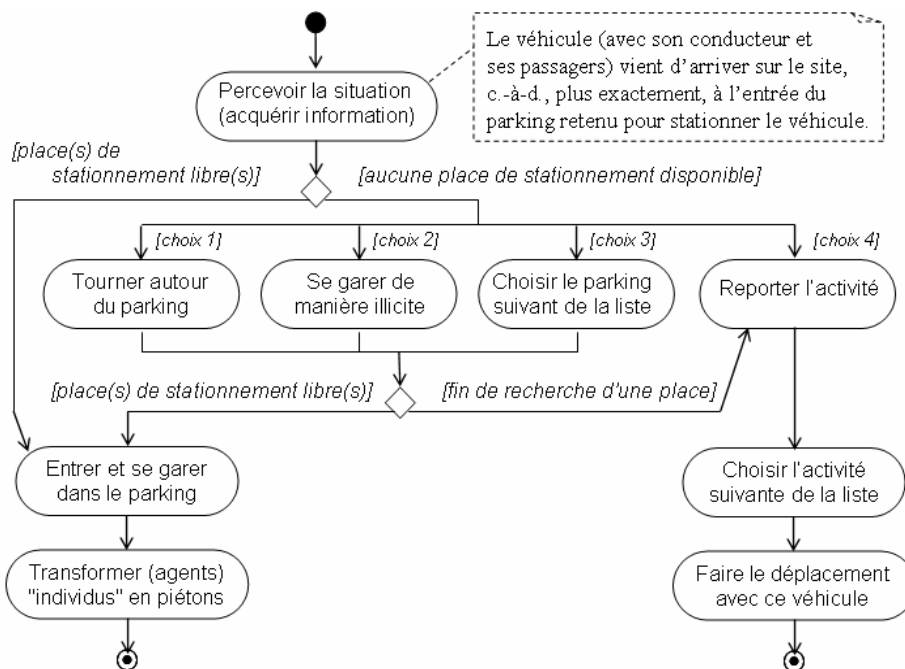 Le véhicule (avec son conducteur et
ses passagers) vient d'arriver sur le site,
c.-à-d., plus exactement, à l'entrée du
parking retenu pour stationner le véhicule.
Percevoir la situation
(acquérir information)
[place(s) de
stationnement libre(s)]
[aucune place de stationnement disponible]
[choix 1]
[choix 2]
[choix 3]
[choix 4]
Tourner autour
du parking
Se garer de
manière illicite
Choisir le parking
suivant de la liste
Reporter l'activité
[place(s) de stationnement libre(s)]
[fin de recherche d'une place]
Entrer et se garer
dans le parking
Choisir l'activité
suivante de la liste
Transformer (agents)
"individus" en piétons
Faire le déplacement
avec ce véhicule